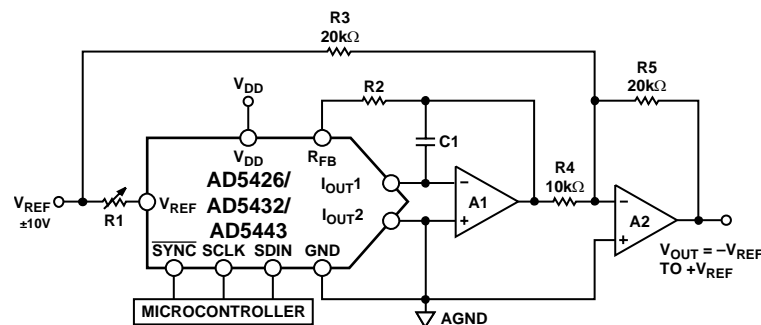 R3
20kΩ
R5
20kΩ
R2
VDD
C1
VDD
RFB
AD5426/
AD5432/
AD5443
IOUT1
IOUT2
A1
R4
10kΩ
A2
VREF
±10V
R1
VREF
SYNC SCLK SDIN GND
VOUT = –VREF
TO +VREF
MICROCONTROLLER
AGND